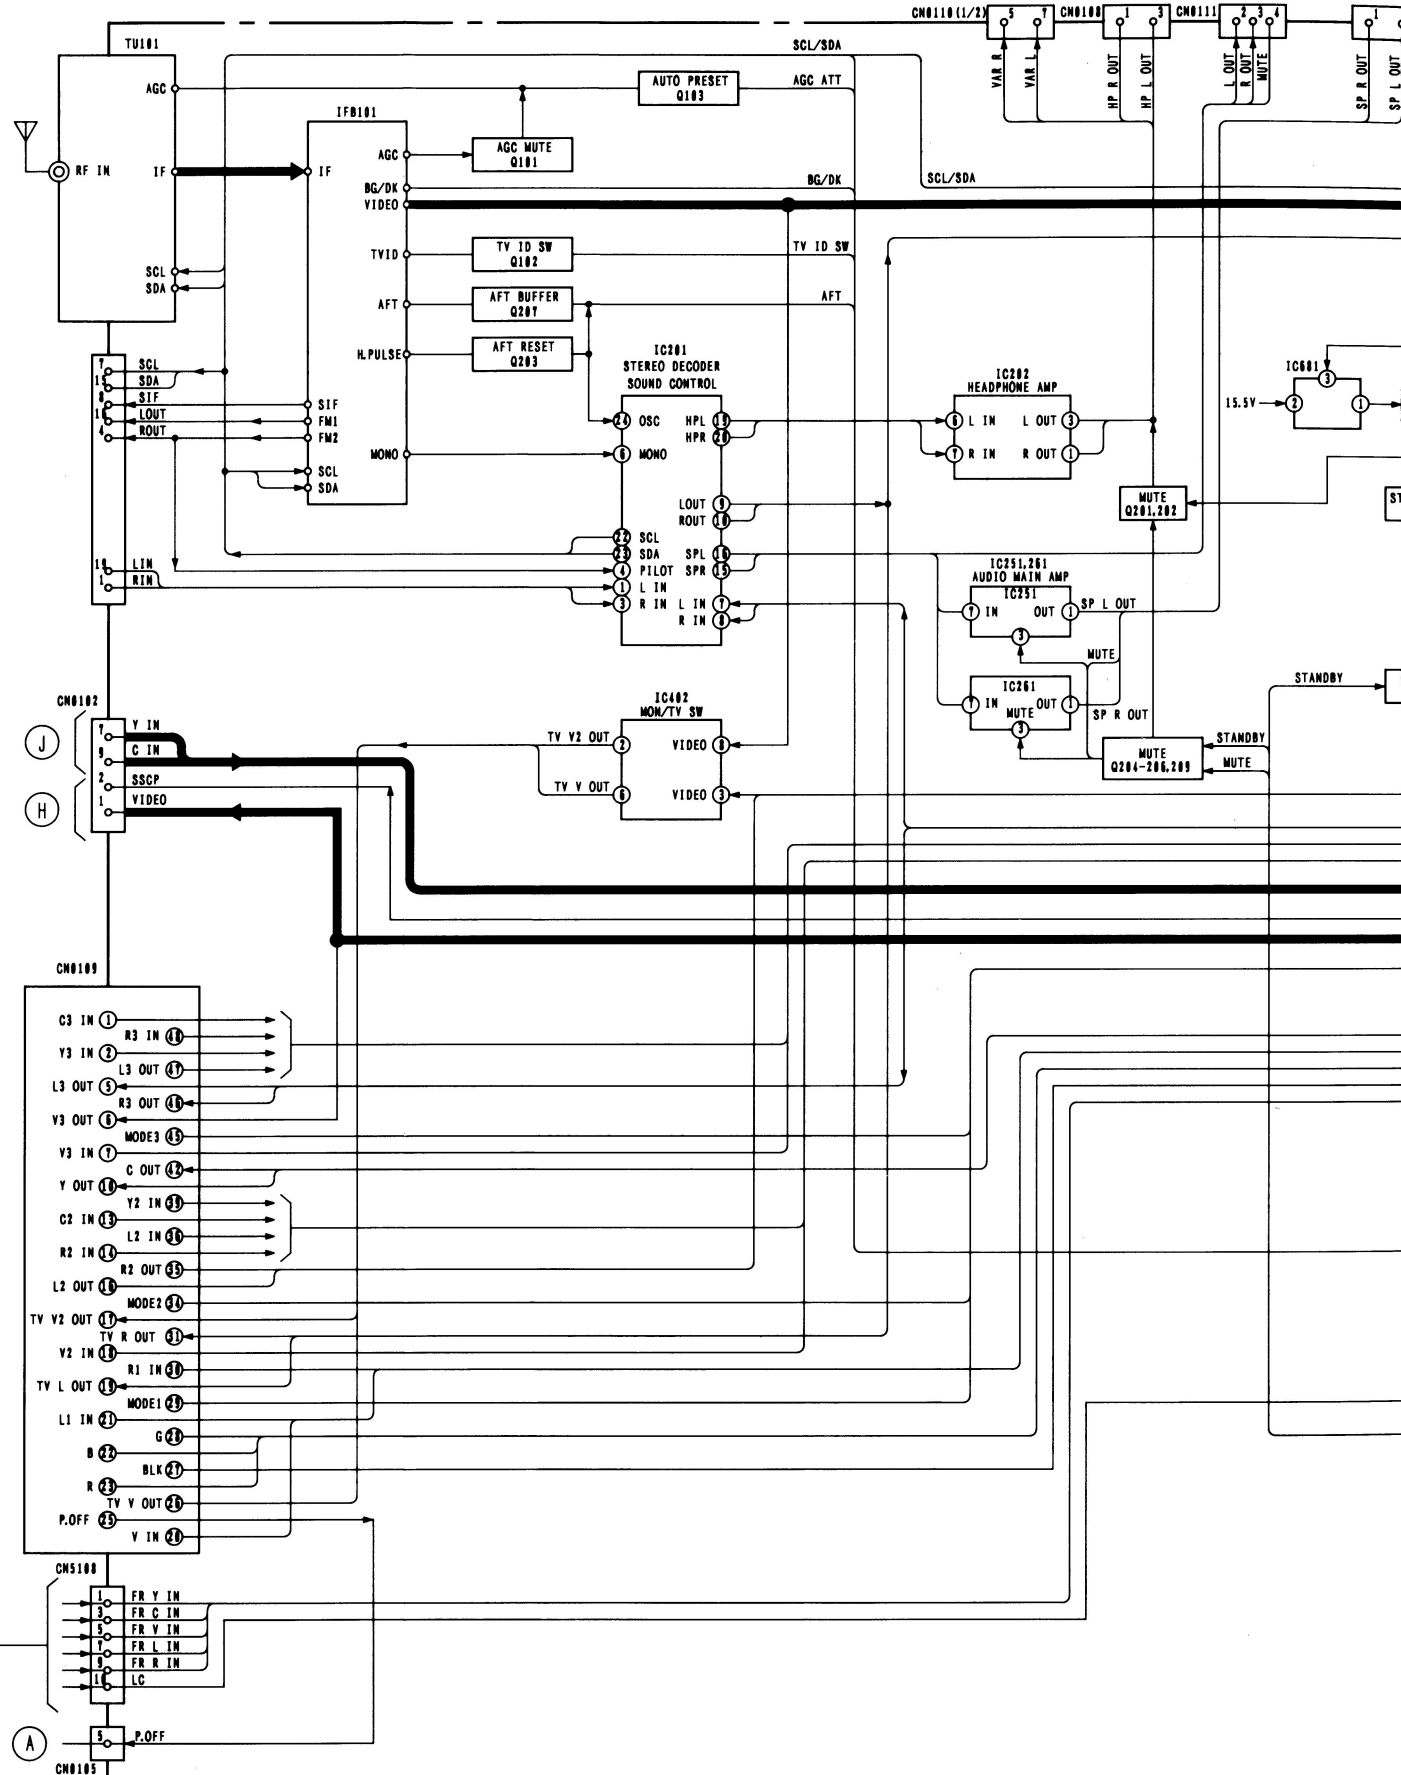 CN0110(1/2)
5
7
CN0108
1
3
CN0111
2
3
4
1
VAR R
VAR L
HP R OUT
HP L OUT
L OUT
R OUT
MUTE
SP R OUT
SP L OUT
TU101
SCL/SDA
AGC
AUTO PRESET
Q103
AGC ATT
IFB101
AGC
AGC MUTE
Q101
RF IN
IF
IF
BG/DK
BG/DK
SCL/SDA
VIDEO
TVID
TV ID SW
Q102
TV ID SW
SCL
SDA
AFT
AFT BUFFER
Q207
AFT
H.PULSE
AFT RESET
Q203
IC201
STEREO DECODER
SOUND CONTROL
7
SCL
15
SDA
8
SIF
LOUT
4
ROUT
SIF
FM1
FM2
SCL
SDA
MONO
24
OSC
HPL
19
HPR
20
6
MONO
LOUT
9
ROUT
10
22
SCL
23
SDA
SPL
16
4
PILOT
SPR
15
1
L IN
3
R IN
L IN
7
R IN
8
LIN
1
RIN
IC202
HEADPHONE AMP
6
L IN
L OUT
3
7
R IN
R OUT
1
IC601
3
15.5V
2
1
MUTE
Q201,202
ST
IC251,261
AUDIO MAIN AMP
IC251
7
IN
OUT
1
SP L OUT
3
MUTE
IC261
7
IN
OUT
1
MUTE
3
SP R OUT
STANDBY
MUTE
Q204-206,209
STANDBY
MUTE
IC402
MON/TV SW
TV V2 OUT
2
VIDEO
8
TV V OUT
6
VIDEO
3
CN0102
J
7
Y IN
9
C IN
2
SSCP
H
1
VIDEO
CN0109
C3 IN
1
R3 IN
48
Y3 IN
2
L3 OUT
47
L3 OUT
5
R3 OUT
46
V3 OUT
6
MODE3
45
V3 IN
7
C OUT
42
Y OUT
10
Y2 IN
39
C2 IN
13
L2 IN
36
R2 IN
14
R2 OUT
35
L2 OUT
16
MODE2
34
TV V2 OUT
17
TV R OUT
31
V2 IN
18
R1 IN
30
TV L OUT
19
MODE1
29
L1 IN
21
G
28
B
22
BLK
27
R
23
TV V OUT
26
P.OFF
25
V IN
20
CN5108
1
FR Y IN
3
FR C IN
5
FR V IN
7
FR L IN
9
FR R IN
10
LC
A
5
P.OFF
CN0105